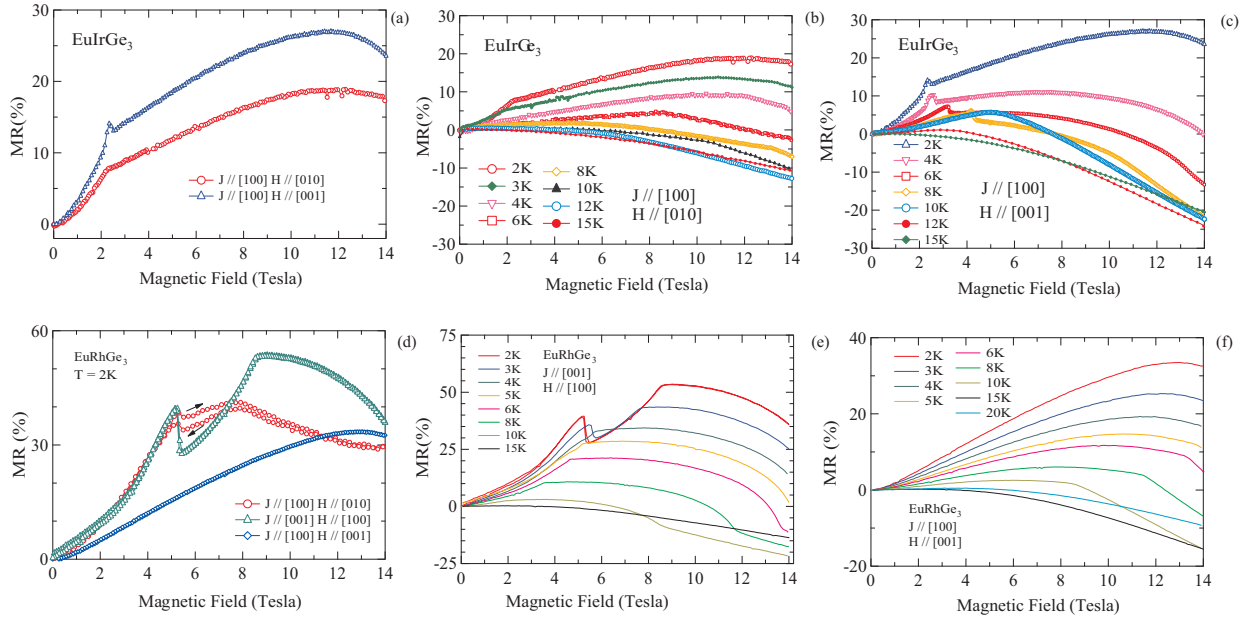 (a)
EuIrGe3
MR(%)
30
20
10
0
J // [100] H // [010]
J // [100] H // [001]
0 2 4 6 8 10 12 14
Magnetic Field (Tesla)
(b)
EuIrGe3
MR(%)
30
20
10
0
-10
-20
-30
2K
3K
4K
6K
8K
10K
12K
15K
J // [100]
H // [010]
0 2 4 6 8 10 12 14
Magnetic Field (Tesla)
(c)
EuIrGe3
MR(%)
30
20
10
0
-10
-20
-30
2K
4K
6K
8K
10K
12K
15K
J // [100]
H // [001]
0 2 4 6 8 10 12 14
Magnetic Field (Tesla)
(d)
EuRhGe3
T = 2K
MR (%)
60
30
0
J // [100] H // [010]
J // [001] H // [100]
J // [100] H // [001]
0 2 4 6 8 10 12 14
Magnetic Field (Tesla)
(e)
MR(%)
75
50
25
0
-25
2K
3K
4K
5K
6K
8K
10K
15K
EuRhGe3
J // [001]
H // [100]
0 2 4 6 8 10 12 14
Magnetic Field (Tesla)
(f)
MR (%)
40
20
0
-20
2K
3K
4K
5K
6K
8K
10K
15K
20K
EuRhGe3
J // [100]
H // [001]
0 2 4 6 8 10 12 14
Magnetic Field (Tesla)